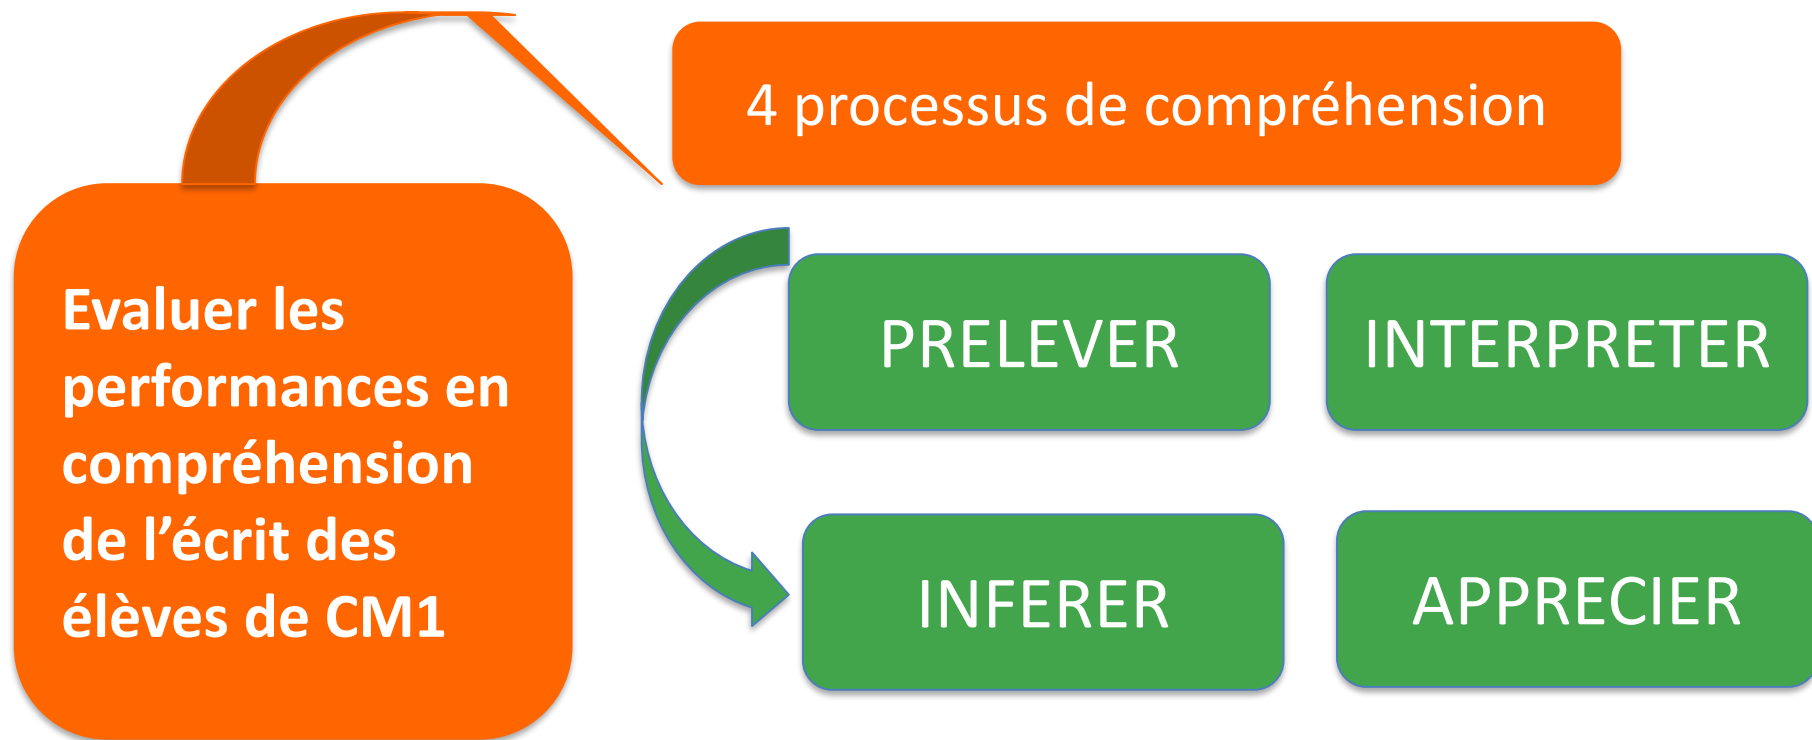 4 processus de compréhension
Evaluer les
performances en
compréhension
de l’écrit des
élèves de CM1
PRELEVER
INTERPRETER
INFERER
APPRECIER